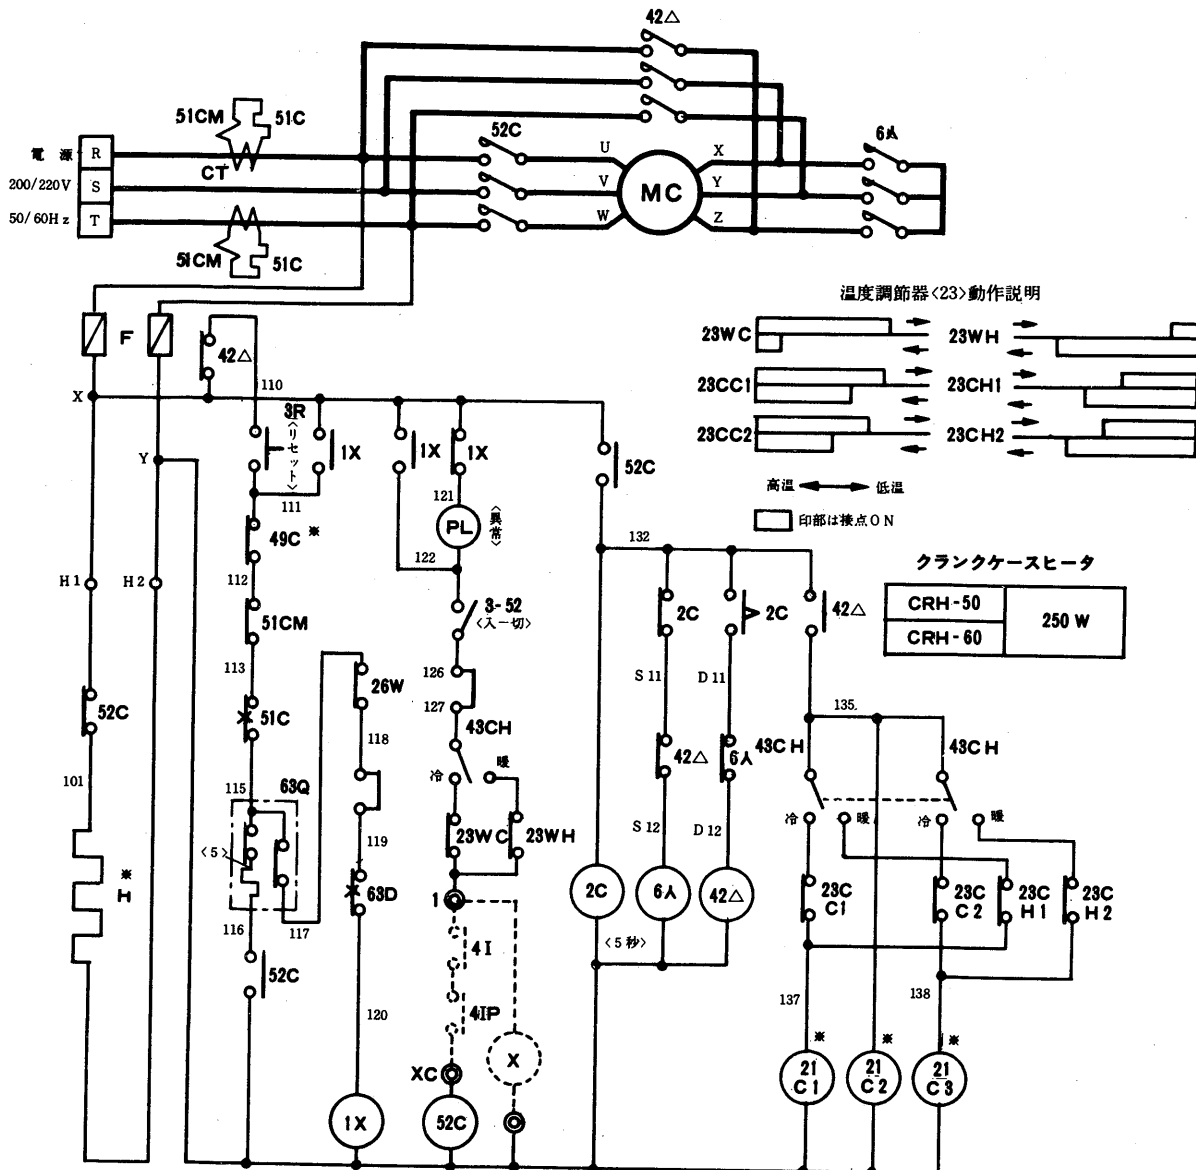 42△
51CM
51C
52C
6人
電源
R
CT
U
X
200/220V
S
V
MC
Y
50/60Hz
T
W
Z
51CM
51C
温度調節器〈23〉動作説明
F
42△
23WC
23WH
23CC1
23CH1
23CC2
23CH2
高温
低温
印部は接点ON
X
110
3R
〈リセット〉
1X
1X
1X
52C
Y
111
121
PL
〈異常〉
49C ※
122
132
クランクケースヒータ
CRH-50
CRH-60
250 W
H1
H2
112
3-52
〈入一切〉
2C
2C
42△
51CM
113
26W
126
127
S 11
D 11
52C
51C
118
43CH
135
43CH
43CH
42△
6人
冷
暖
101
115
63Q
冷
暖
冷
暖
〈5〉
119
23WC
23WH
S 12
D 12
※
H
63D
1
2C
6人
42△
23C
C1
23C
C2
23C
H1
23C
H2
116
117
4I
〈5秒〉
52C
120
4IP
X
137
138
XC
※
※
※
1X
52C
21
C1
21
C2
21
C3